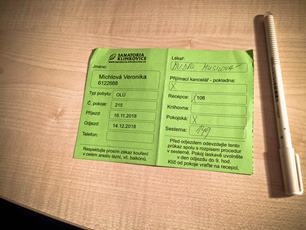 SANATORIA
KLIMKOVICE
Jméno:
Michlová Veronika
6122668
Typ pobytu: OLÚ
Č. pokoje: 215
Příjezd: 16.11.2018
Odjezd: 14.12.2018
Telefon:
Respektujte prosím zákaz kouření
v celém areálu lázní, vč. balkonů.
Lékař:
Přijímací kancelář - pokladna:
X
Recepce: 106
Knihovna:
Pokojská: X
Sesterna:
Před odjezdem odevzdejte tento
průkaz spolu s rozpisem procedur
v sesterně. Pokoj laskavě uvolněte
v den odjezdu do 9. hod.
Klíč od pokoje vraťte na recepci.